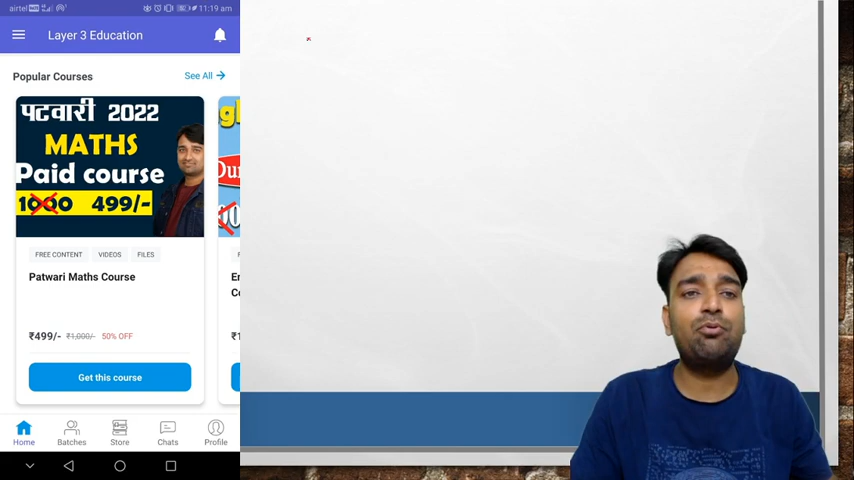 airtel 11:19 am
Layer 3 Education
Popular Courses
See All →
पटवारी 2022
MATHS
Paid course
1000 499/-
FREE CONTENT VIDEOS FILES
Patwari Maths Course
₹499/- ₹1,000/- 50% OFF
Get this course
Home Batches Store Chats Profile